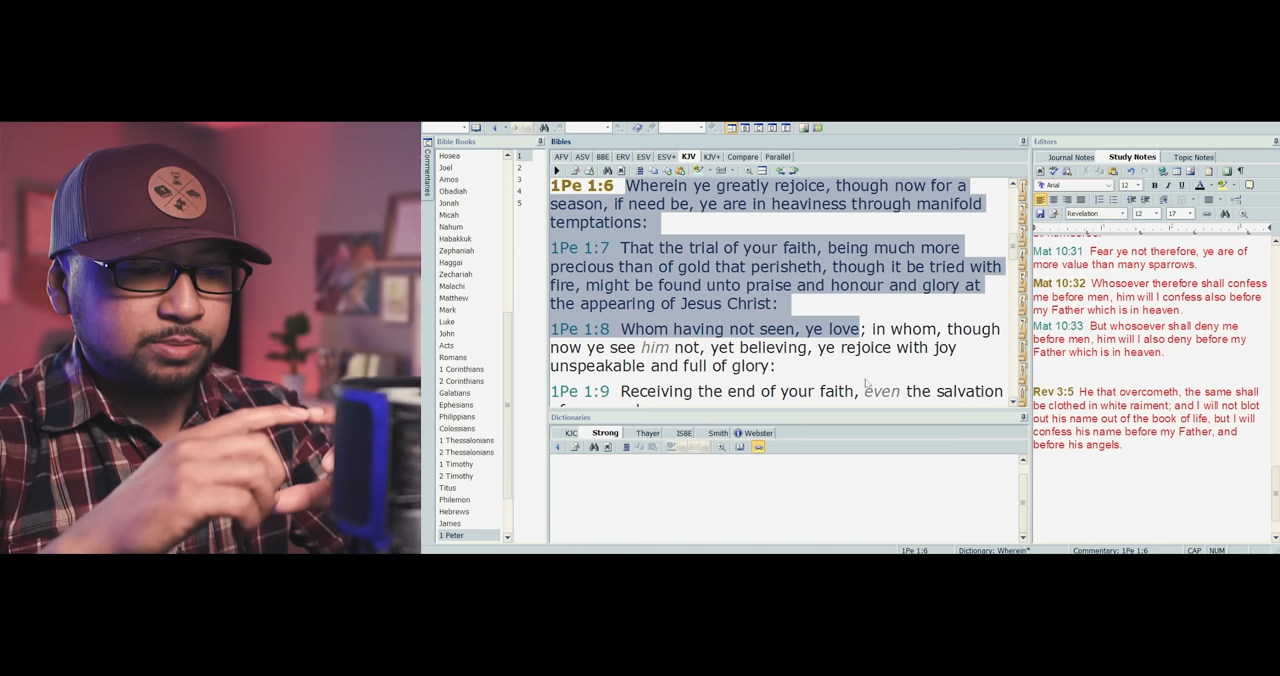 Bible Books
Bibles
Editors
Commentaries
Hosea
Joel
Amos
Obadiah
Jonah
Micah
Nahum
Habakkuk
Zephaniah
Haggai
Zechariah
Malachi
Matthew
Mark
Luke
John
Acts
Romans
1 Corinthians
2 Corinthians
Galatians
Ephesians
Philippians
Colossians
1 Thessalonians
2 Thessalonians
1 Timothy
2 Timothy
Titus
Philemon
Hebrews
James
1 Peter
1
2
3
4
5
AFV ASV BBE ERV ESV ESV+ KJV KJV+ Compare Parallel
1Pe 1:6 Wherein ye greatly rejoice, though now for a
season, if need be, ye are in heaviness through manifold
temptations:
1Pe 1:7 That the trial of your faith, being much more
precious than of gold that perisheth, though it be tried with
fire, might be found unto praise and honour and glory at
the appearing of Jesus Christ:
1Pe 1:8 Whom having not seen, ye love; in whom, though
now ye see him not, yet believing, ye rejoice with joy
unspeakable and full of glory:
1Pe 1:9 Receiving the end of your faith, even the salvation
Dictionaries
KJC Strong Thayer ISBE Smith Webster
Journal Notes Study Notes Topic Notes
Arial 12 B I U A
Revelation 12 17
Mat 10:31 Fear ye not therefore, ye are of
more value than many sparrows.
Mat 10:32 Whosoever therefore shall confess
me before men, him will I confess also before
my Father which is in heaven.
Mat 10:33 But whosoever shall deny me
before men, him will I also deny before my
Father which is in heaven.
Rev 3:5 He that overcometh, the same shall
be clothed in white raiment; and I will not blot
out his name out of the book of life, but I will
confess his name before my Father, and
before his angels.
1Pe 1:6 Dictionary: Wherein* Commentary: 1Pe 1:6 CAP NUM